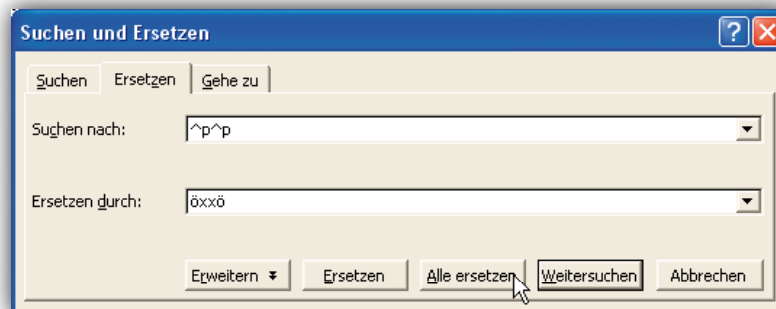 Suchen und Ersetzen
Suchen Ersetzen Gehe zu
Suchen nach: ^p^p
Ersetzen durch: öxxö
Erweitern Ersetzen Alle ersetzen Weitersuchen Abbrechen